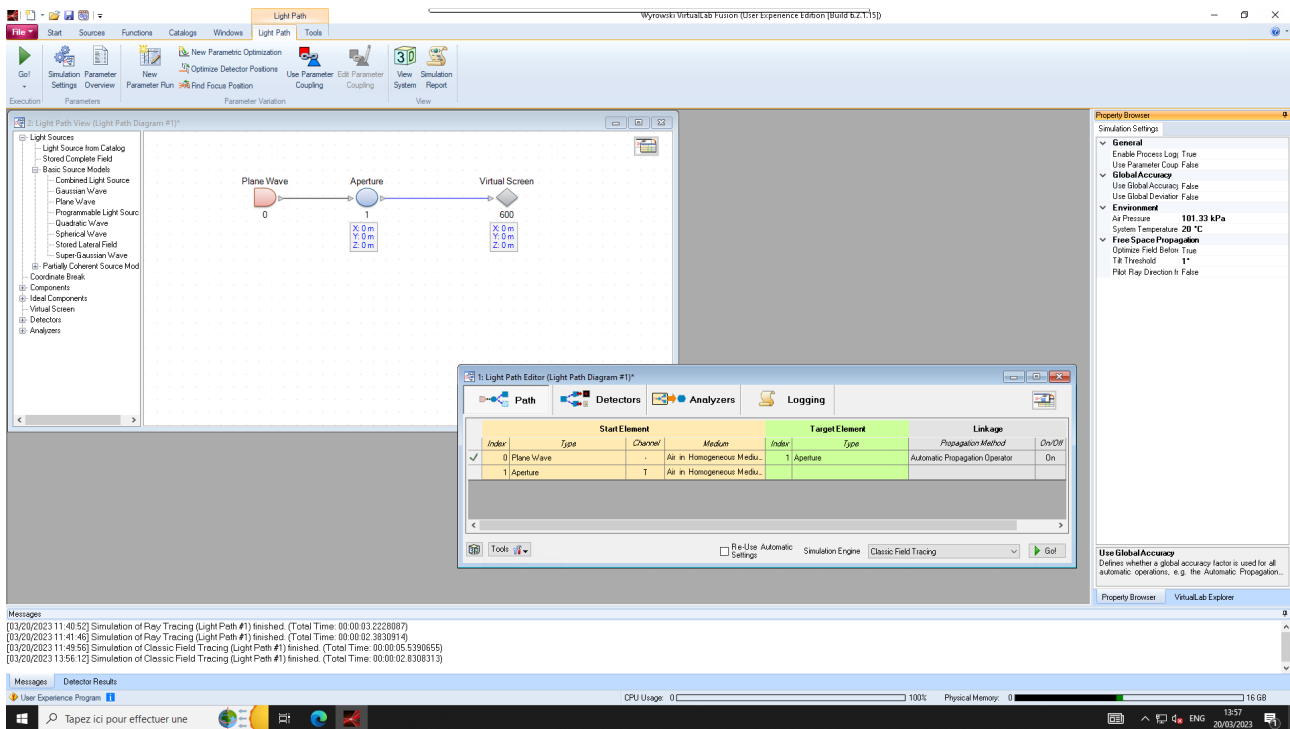 Light Path
Wyrowski VirtualLab Fusion (User Experience Edition [Build 6.2.1.15])
File Start Sources Functions Catalogs Windows Light Path Tools
Go!
Simulation Settings
Parameter Overview
New Parameter Run
New Parametric Optimization
Optimize Detector Positions
Find Focus Position
Use Parameter Coupling
Edit Parameter Coupling
View System
Simulation Report
Execution Parameters Parameter Variation View
2: Light Path View (Light Path Diagram #1)*
Light Sources
Light Source from Catalog
Stored Complete Field
Basic Source Models
Combined Light Source
Gaussian Wave
Plane Wave
Programmable Light Sourc
Quadratic Wave
Spherical Wave
Stored Lateral Field
Super-Gaussian Wave
Partially Coherent Source Mod
Coordinate Break
Components
Ideal Components
Virtual Screen
Detectors
Analyzers
Plane Wave Aperture Virtual Screen
0 1 600
X: 0 m X: 0 m
Y: 0 m Y: 0 m
Z: 0 m Z: 0 m
1: Light Path Editor (Light Path Diagram #1)*
Path Detectors Analyzers Logging
Start Element Target Element Linkage
Index Type Channel Medium Index Type Propagation Method On/Off
0 Plane Wave - Air in Homogeneous Mediu... 1 Aperture Automatic Propagation Operator On
1 Aperture T Air in Homogeneous Mediu...
Tools
Re-Use Automatic Settings
Simulation Engine Classic Field Tracing Go!
Property Browser
Simulation Settings
General
Enable Process Log True
Use Parameter Coup False
Global Accuracy
Use Global Accurac False
Use Global Deviatior False
Environment
Air Pressure 101.33 kPa
System Temperature 20 °C
Free Space Propagation
Optimize Field Before True
Tilt Threshold 1°
Pilot Ray Direction fr False
Use Global Accuracy
Defines whether a global accuracy factor is used for all
automatic operations, e.g. the Automatic Propagation...
Property Browser VirtualLab Explorer
Messages
[03/20/2023 11:40:52] Simulation of Ray Tracing (Light Path #1) finished. (Total Time: 00:00:03.2228087)
[03/20/2023 11:41:46] Simulation of Ray Tracing (Light Path #1) finished. (Total Time: 00:00:02.3830914)
[03/20/2023 11:49:56] Simulation of Classic Field Tracing (Light Path #1) finished. (Total Time: 00:00:05.5390655)
[03/20/2023 13:56:12] Simulation of Classic Field Tracing (Light Path #1) finished. (Total Time: 00:00:02.8308313)
Messages Detector Results
User Experience Program CPU Usage: 0 100% Physical Memory: 0 16 GB
Tapez ici pour effectuer une
ENG
13:57
20/03/2023